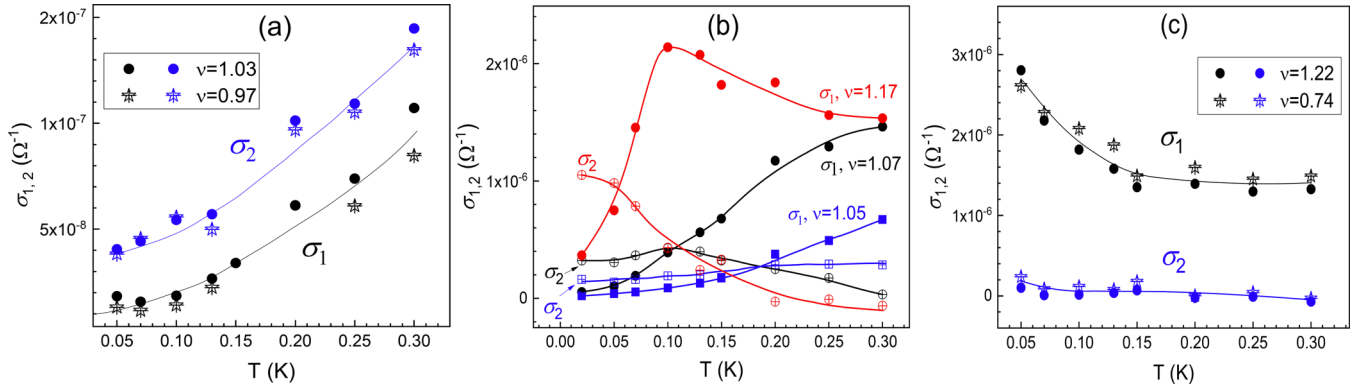 (a)
2x10⁻⁷
1x10⁻⁷
5x10⁻⁸
σ₁, ₂ (Ω⁻¹)
ν=1.03
ν=0.97
σ₂
σ₁
0.05 0.10 0.15 0.20 0.25 0.30
T (K)
(b)
2x10⁻⁶
1x10⁻⁶
0
σ₁,₂ (Ω⁻¹)
σ₁, ν=1.17
σ₂
σ₁, ν=1.07
σ₁, ν=1.05
σ₂
σ₂
0.00 0.05 0.10 0.15 0.20 0.25 0.30
T (K)
(c)
3x10⁻⁶
2x10⁻⁶
1x10⁻⁶
0
σ₁,₂ (Ω⁻¹)
ν=1.22
ν=0.74
σ₁
σ₂
0.05 0.10 0.15 0.20 0.25 0.30
T (K)